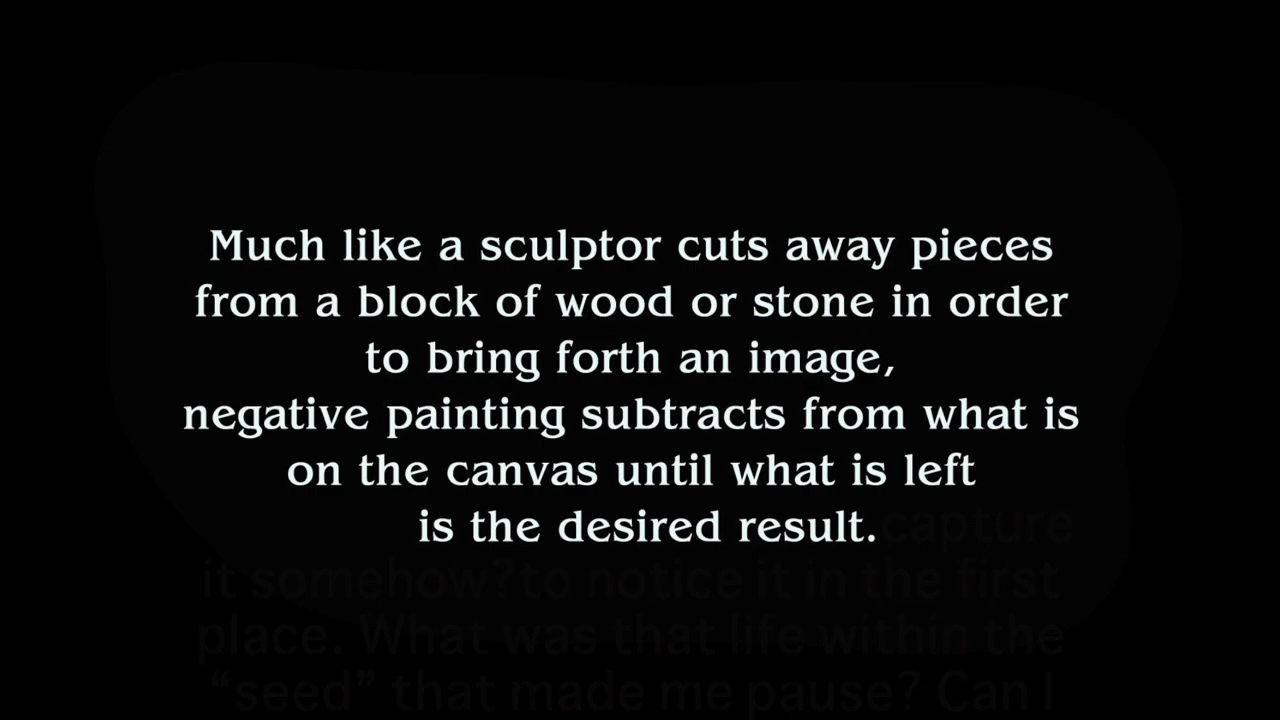 Much like a sculptor cuts away pieces
from a block of wood or stone in order
to bring forth an image,
negative painting subtracts from what is
on the canvas until what is left
is the desired result.
capture
it somehow? to notice it in the first
place. What was that life within the
“seed” that made me pause? Can I